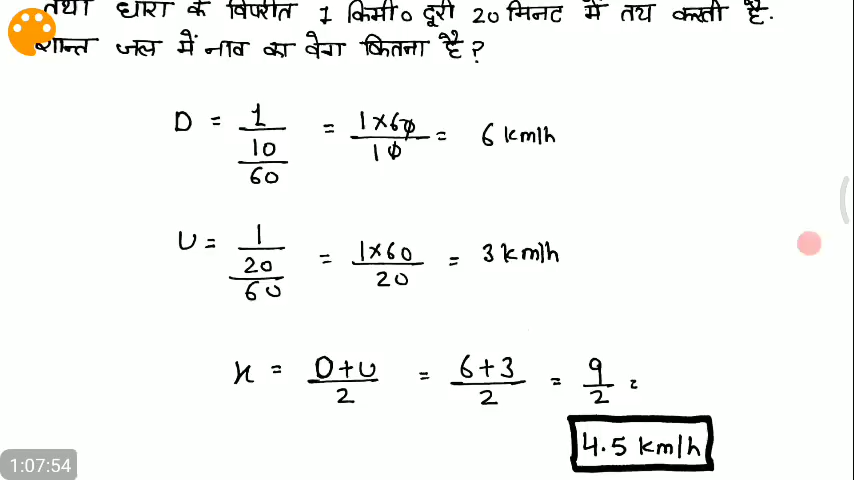 तथा धारा के विपरीत 1 किमी० दूरी 20 मिनट में तय करती है.
शान्त जल में नाव का वेग कितना है?
D = 1/(10/60) = 1×60/10 = 6 km/h
U = 1/(20/60) = 1×60/20 = 3 km/h
x = D+U/2 = 6+3/2 = 9/2 =
4.5 km/h
1:07:54